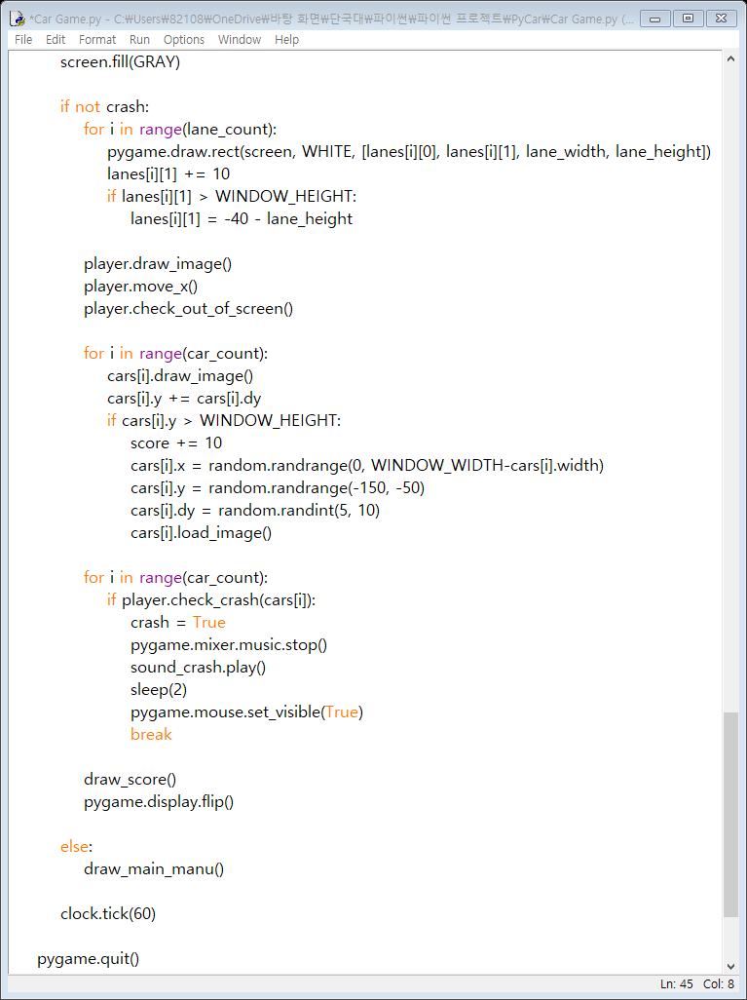 *Car Game.py - C:₩Users₩82108₩OneDrive₩바탕 화면₩단국대₩파이썬₩파이썬 프로젝트₩PyCar₩Car Game.py (...
File Edit Format Run Options Window Help
screen.fill(GRAY)
if not crash:
for i in range(lane_count):
pygame.draw.rect(screen, WHITE, [lanes[i][0], lanes[i][1], lane_width, lane_height])
lanes[i][1] += 10
if lanes[i][1] > WINDOW_HEIGHT:
lanes[i][1] = -40 - lane_height
player.draw_image()
player.move_x()
player.check_out_of_screen()
for i in range(car_count):
cars[i].draw_image()
cars[i].y += cars[i].dy
if cars[i].y > WINDOW_HEIGHT:
score += 10
cars[i].x = random.randrange(0, WINDOW_WIDTH-cars[i].width)
cars[i].y = random.randrange(-150, -50)
cars[i].dy = random.randint(5, 10)
cars[i].load_image()
for i in range(car_count):
if player.check_crash(cars[i]):
crash = True
pygame.mixer.music.stop()
sound_crash.play()
sleep(2)
pygame.mouse.set_visible(True)
break
draw_score()
pygame.display.flip()
else:
draw_main_manu()
clock.tick(60)
pygame.quit()
Ln: 45 Col: 8